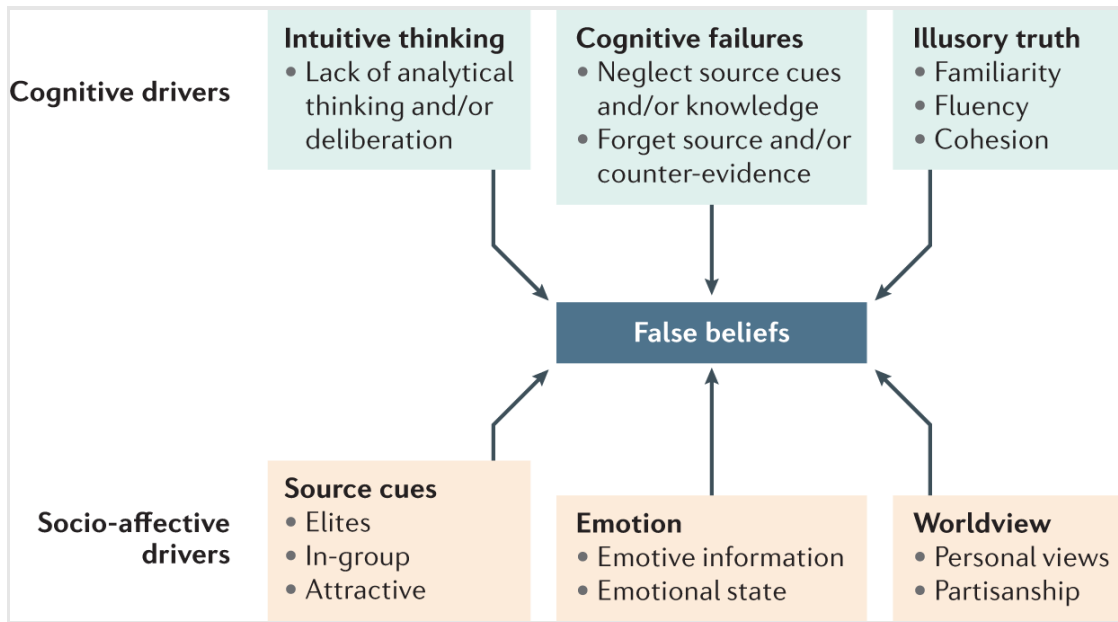 Cognitive drivers
Intuitive thinking
• Lack of analytical
thinking and/or
deliberation
Cognitive failures
• Neglect source cues
and/or knowledge
• Forget source and/or
counter-evidence
Illusory truth
• Familiarity
• Fluency
• Cohesion
False beliefs
Socio-affective
drivers
Source cues
• Elites
• In-group
• Attractive
Emotion
• Emotive information
• Emotional state
Worldview
• Personal views
• Partisanship